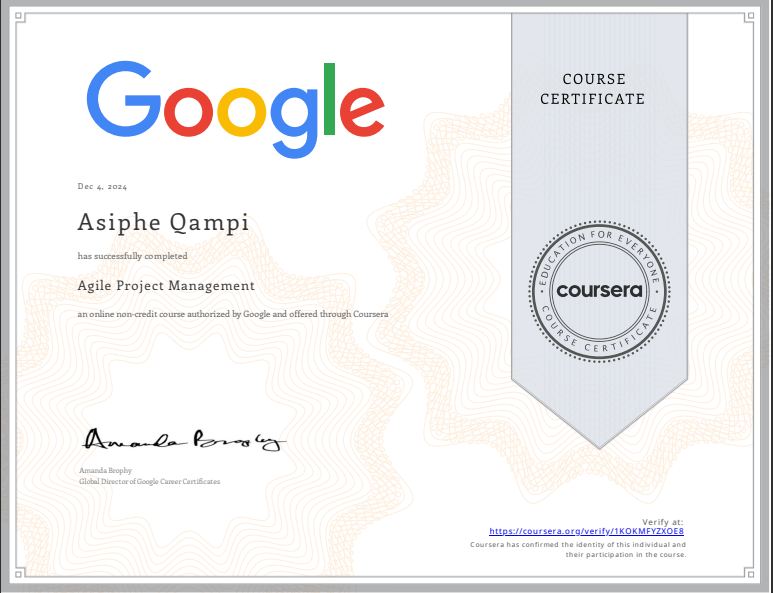 Google
COURSE
CERTIFICATE
Dec 4, 2024
Asiphe Qampi
has successfully completed
Agile Project Management
an online non-credit course authorized by Google and offered through Coursera
EDUCATION FOR EVERYONE
coursera
COURSE CERTIFICATE
Amanda Brophy
Amanda Brophy
Global Director of Google Career Certificates
Verify at:
https://coursera.org/verify/1KOKMFYZXOE8
Coursera has confirmed the identity of this individual and
their participation in the course.